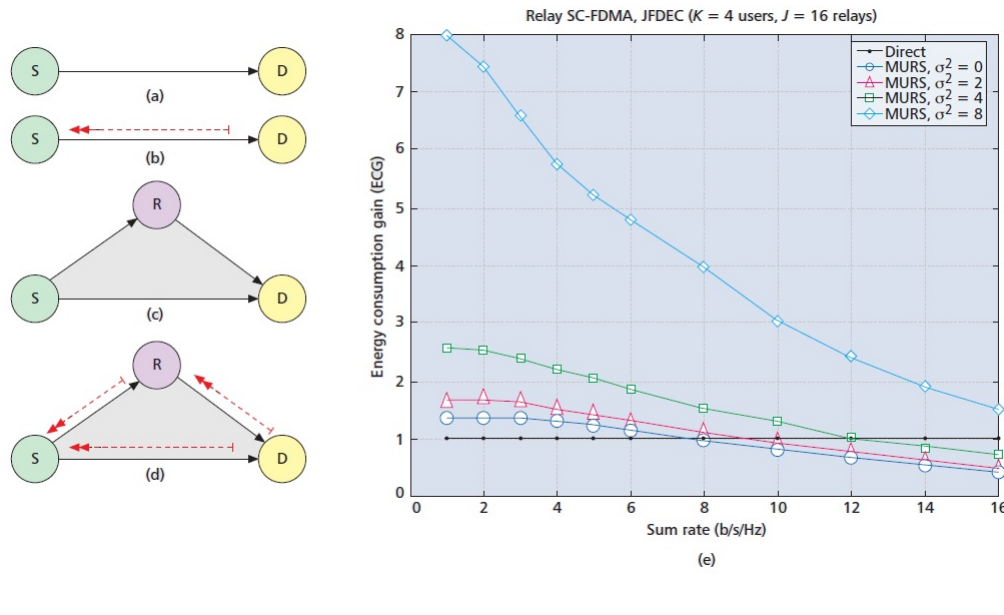 S
D
(a)
S
D
(b)
R
S
D
(c)
R
S
D
(d)
Relay SC-FDMA, JFDEC (K = 4 users, J = 16 relays)
Energy consumption gain (ECG)
8
7
6
5
4
3
2
1
0
Direct
MURS, σ² = 0
MURS, σ² = 2
MURS, σ² = 4
MURS, σ² = 8
0 2 4 6 8 10 12 14 16
Sum rate (b/s/Hz)
(e)